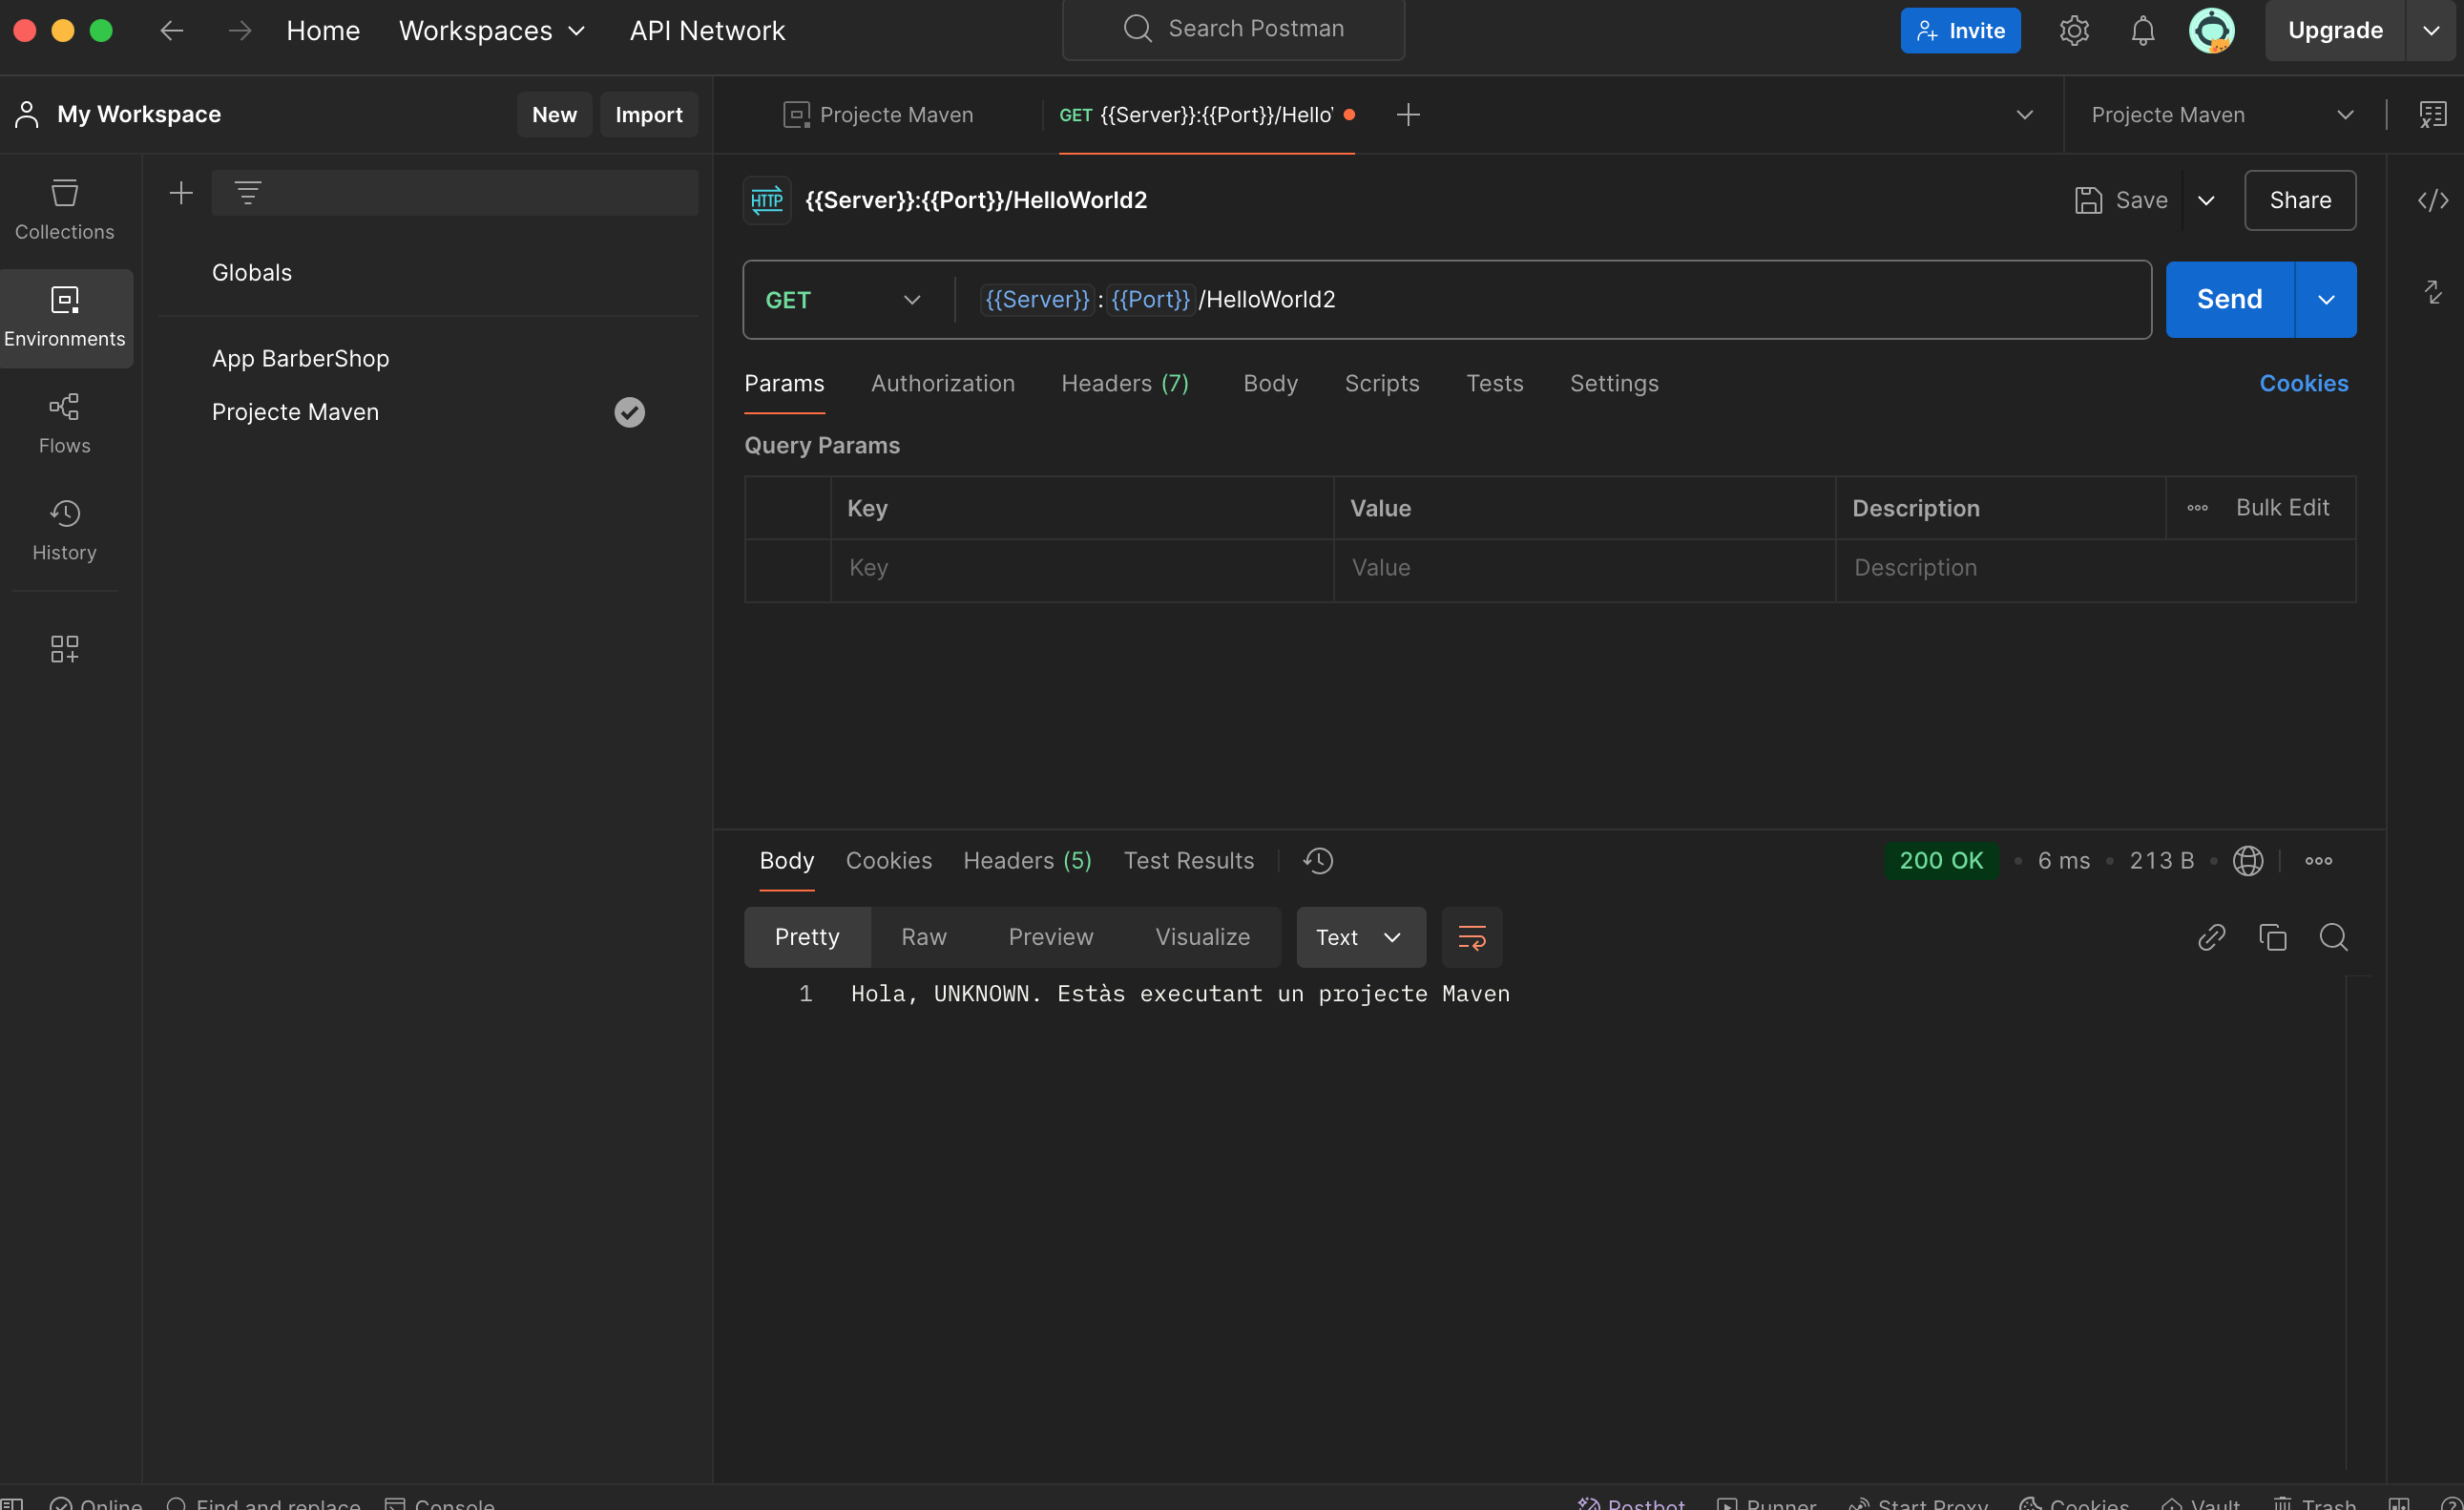 Home Workspaces API Network Search Postman Invite Upgrade
My Workspace New Import
Projecte Maven GET {{Server}}:{{Port}}/Hello Projecte Maven
Collections
Environments
Flows
History
Globals
App BarberShop
Projecte Maven
HTTP {{Server}}:{{Port}}/HelloWorld2 Save Share
GET {{Server}}:{{Port}}/HelloWorld2 Send
Params Authorization Headers (7) Body Scripts Tests Settings Cookies
Query Params
Key Value Description Bulk Edit
Key Value Description
Body Cookies Headers (5) Test Results 200 OK 6 ms 213 B
Pretty Raw Preview Visualize Text
1 Hola, UNKNOWN. Estàs executant un projecte Maven
Online Find and replace Console Postbot Runner Start Proxy Cookies Vault Trash